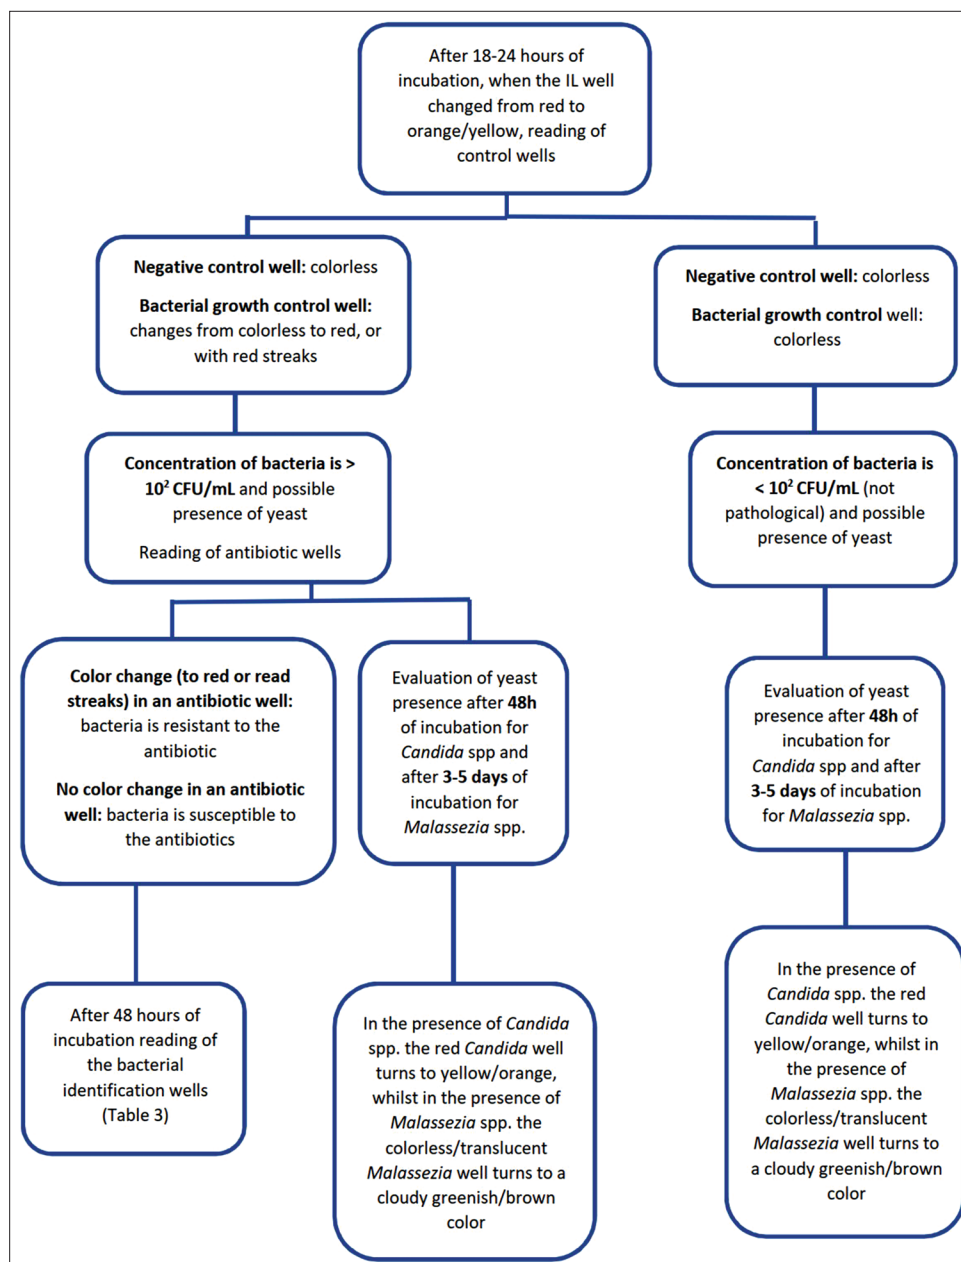 After 18-24 hours of
incubation, when the IL well
changed from red to
orange/yellow, reading of
control wells
Negative control well: colorless
Bacterial growth control well:
changes from colorless to red, or
with red streaks
Negative control well: colorless
Bacterial growth control well:
colorless
Concentration of bacteria is >
10² CFU/mL and possible
presence of yeast
Reading of antibiotic wells
Concentration of bacteria is
< 10² CFU/mL (not
pathological) and possible
presence of yeast
Color change (to red or read
streaks) in an antibiotic well:
bacteria is resistant to the
antibiotic
No color change in an antibiotic
well: bacteria is susceptible to
the antibiotics
Evaluation of yeast
presence after 48h
of incubation for
Candida spp and
after 3-5 days of
incubation for
Malassezia spp.
Evaluation of yeast
presence after 48h of
incubation for
Candida spp and after
3-5 days of incubation
for Malassezia spp.
After 48 hours of
incubation reading of
the bacterial
identification wells
(Table 3)
In the presence of Candida
spp. the red Candida well
turns to yellow/orange,
whilst in the presence of
Malassezia spp. the
colorless/translucent
Malassezia well turns to a
cloudy greenish/brown
color
In the presence of
Candida spp. the red
Candida well turns to
yellow/orange, whilst in
the presence of
Malassezia spp. the
colorless/translucent
Malassezia well turns to
a cloudy greenish/brown
color